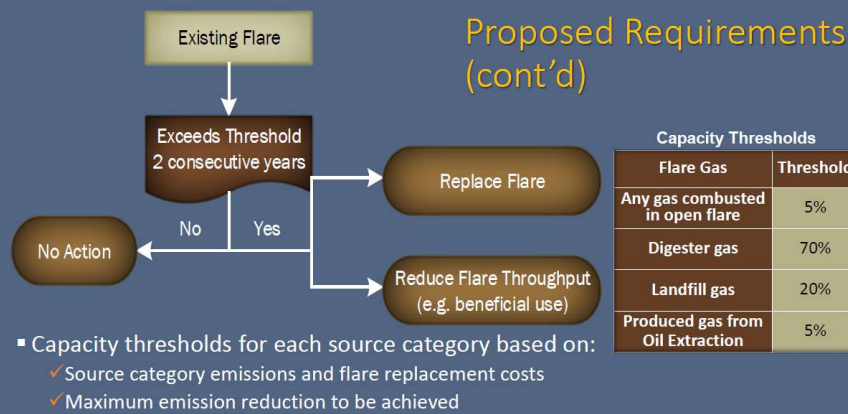 Proposed Requirements
(cont’d)
Existing Flare
Exceeds Threshold
2 consecutive years
No
Yes
No Action
Replace Flare
Reduce Flare Throughput
(e.g. beneficial use)
Capacity Thresholds
Flare Gas Threshold
Any gas combusted
in open flare 5%
Digester gas 70%
Landfill gas 20%
Produced gas from
Oil Extraction 5%
▪ Capacity thresholds for each source category based on:
✓Source category emissions and flare replacement costs
✓Maximum emission reduction to be achieved